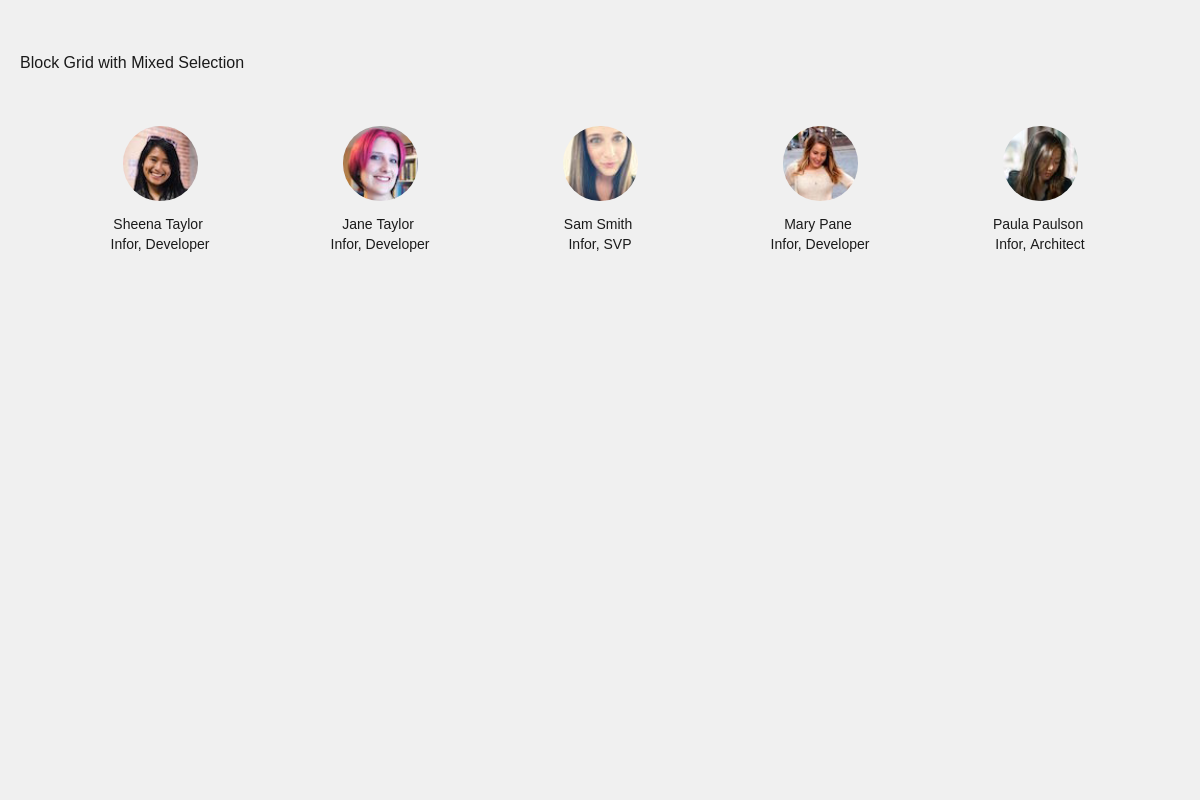 Block Grid with Mixed Selection
Sheena Taylor
Infor, Developer
Jane Taylor
Infor, Developer
Sam Smith
Infor, SVP
Mary Pane
Infor, Developer
Paula Paulson
Infor, Architect